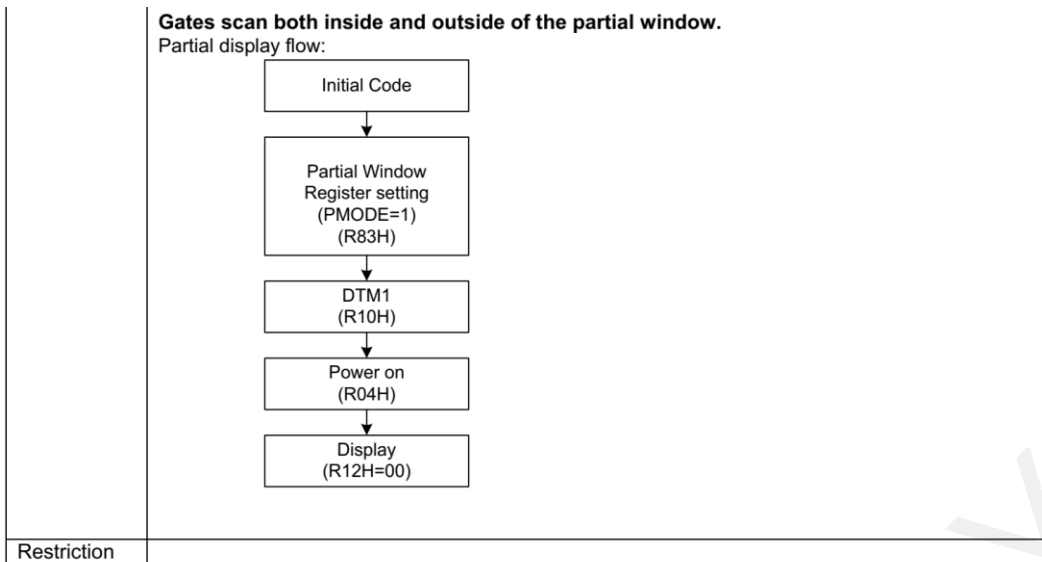 Gates scan both inside and outside of the partial window.
Partial display flow:
Initial Code
Partial Window
Register setting
(PMODE=1)
(R83H)
DTM1
(R10H)
Power on
(R04H)
Display
(R12H=00)
Restriction